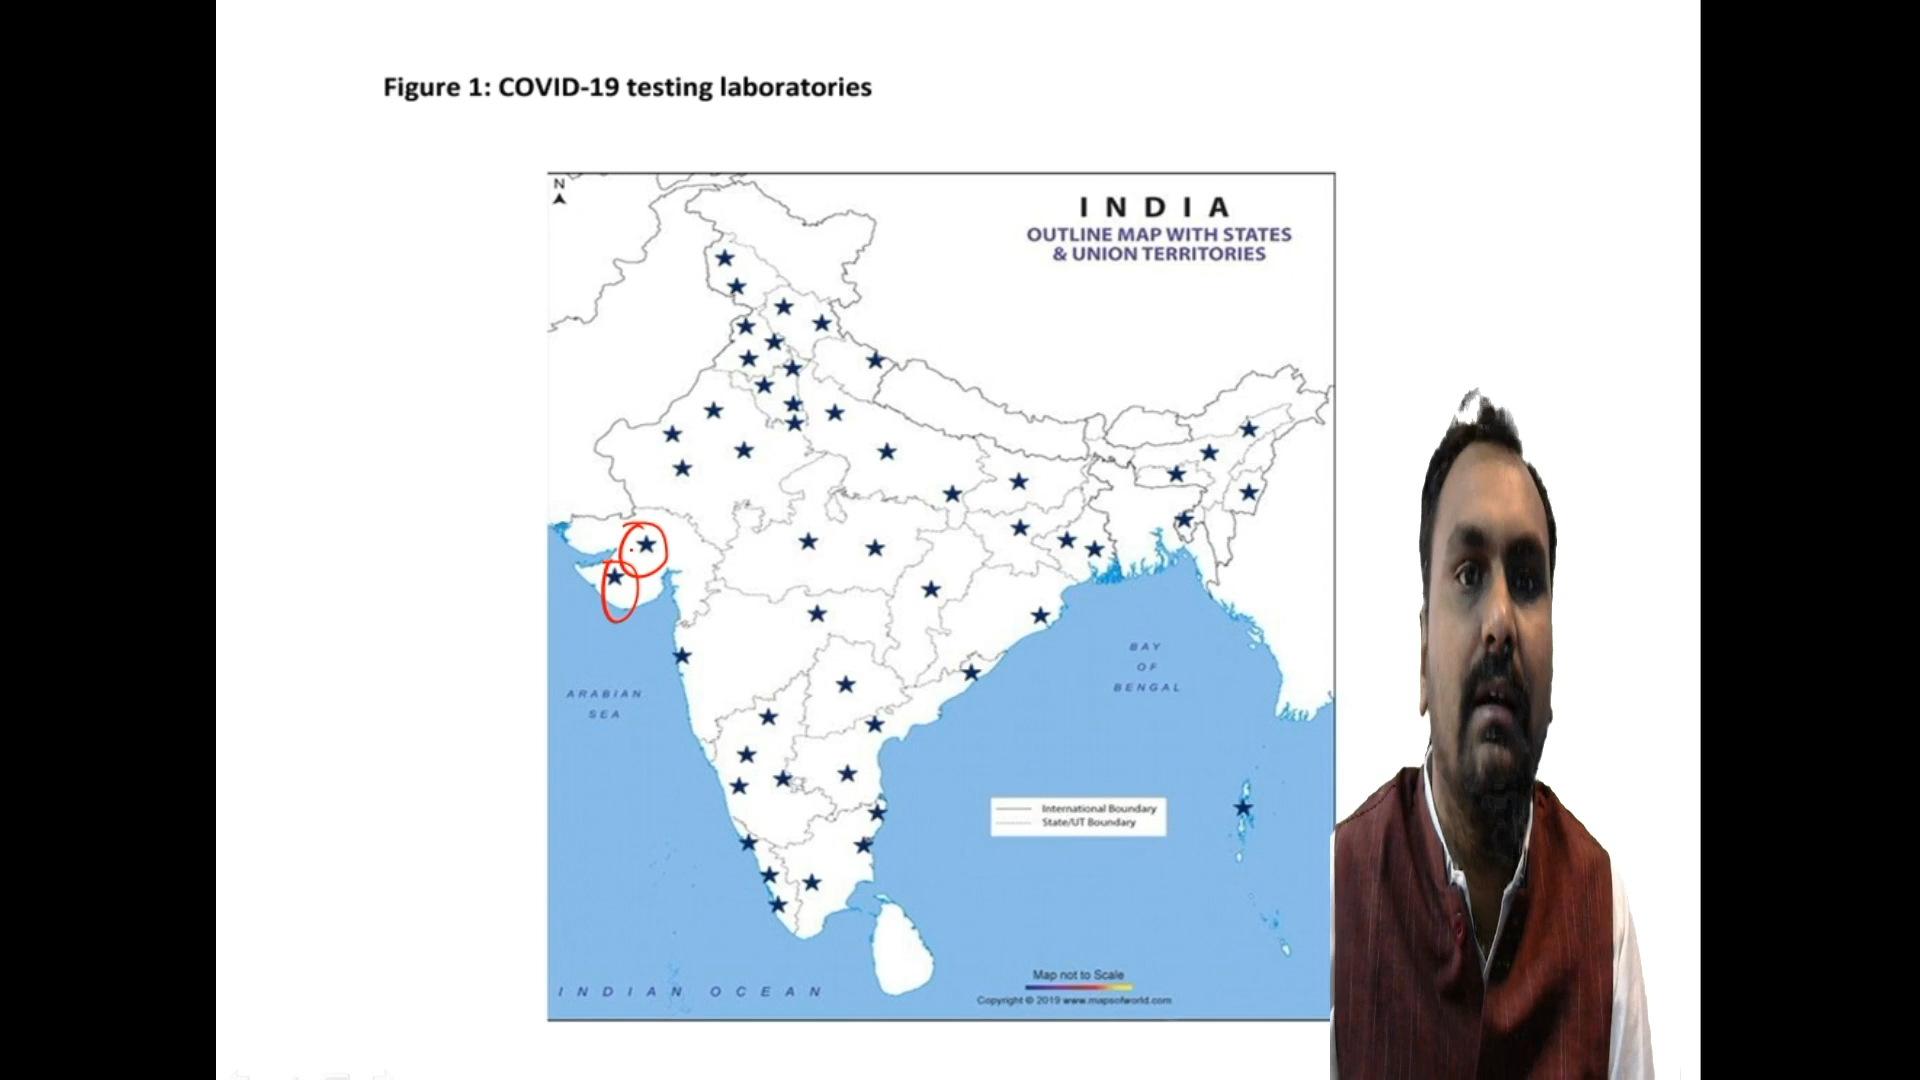 Figure 1: COVID-19 testing laboratories
N
INDIA
OUTLINE MAP WITH STATES
& UNION TERRITORIES
BAY
OF
BENGAL
ARABIAN
SEA
International Boundary
State/UT Boundary
Map not to Scale
INDIAN OCEAN
Copyright © 2019 www.mapsofworld.com